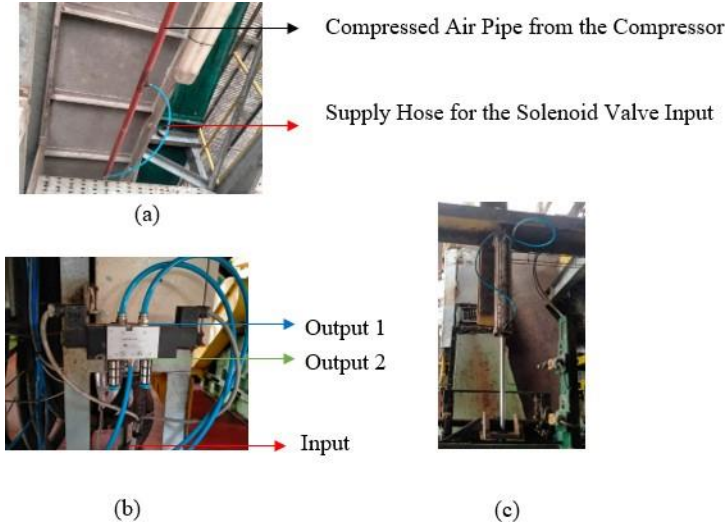 Compressed Air Pipe from the Compressor
Supply Hose for the Solenoid Valve Input
(a)
Output 1
Output 2
Input
(b)
(c)